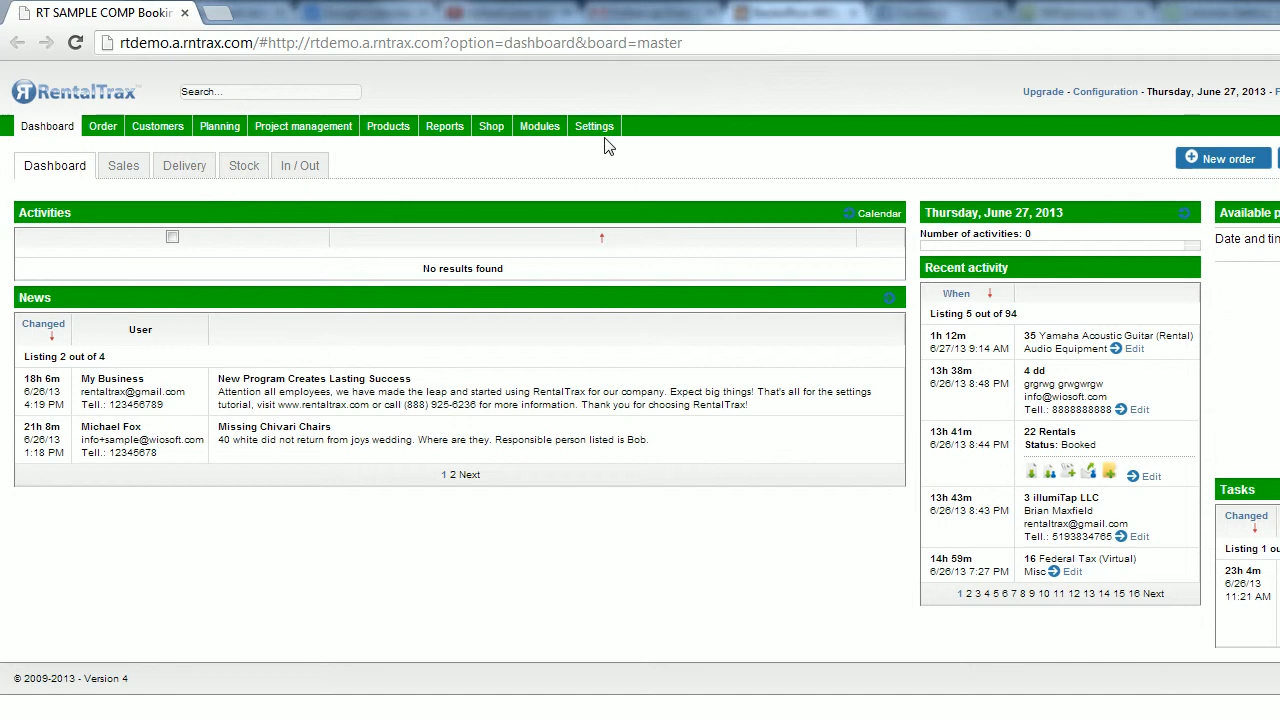 RT SAMPLE COMP Bookin
rtdemo.a.rntrax.com/#http://rtdemo.a.rntrax.com?option=dashboard&board=master
RentalTrax
Search...
Upgrade - Configuration - Thursday, June 27, 2013 - F
Dashboard Order Customers Planning Project management Products Reports Shop Modules Settings
Dashboard Sales Delivery Stock In / Out
New order
Activities
Calendar
No results found
News
Changed User
Listing 2 out of 4
18h 6m
6/26/13
4:19 PM
My Business
rentaltrax@gmail.com
Tell.: 123456789
New Program Creates Lasting Success
Attention all employees, we have made the leap and started using RentalTrax for our company. Expect big things! That's all for the settings
tutorial, visit www.rentaltrax.com or call (888) 925-6236 for more information. Thank you for choosing RentalTrax!
21h 8m
6/26/13
1:18 PM
Michael Fox
info+sample@wiosoft.com
Tell.: 12345678
Missing Chivari Chairs
40 white did not return from joys wedding. Where are they. Responsible person listed is Bob.
1 2 Next
Thursday, June 27, 2013
Number of activities: 0
Recent activity
When
Listing 5 out of 94
1h 12m
6/27/13 9:14 AM
35 Yamaha Acoustic Guitar (Rental)
Audio Equipment Edit
13h 38m
6/26/13 8:48 PM
4 dd
grgrwg grwgwrgw
info@wiosoft.com
Tell.: 8888888888 Edit
13h 41m
6/26/13 8:44 PM
22 Rentals
Status: Booked
Edit
13h 43m
6/26/13 8:43 PM
3 illumiTap LLC
Brian Maxfield
rentaltrax@gmail.com
Tell.: 5193834765 Edit
14h 59m
6/26/13 7:27 PM
16 Federal Tax (Virtual)
Misc Edit
1 2 3 4 5 6 7 8 9 10 11 12 13 14 15 16 Next
Available p
Date and tin
Tasks
Changed
Listing 1 ou
23h 4m
6/26/13
11:21 AM
© 2009-2013 - Version 4